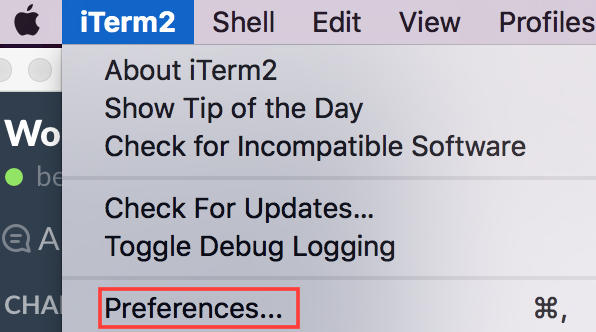 iTerm2 Shell Edit View Profiles
About iTerm2
Show Tip of the Day
Check for Incompatible Software
Wo
be
Check For Updates...
A
Toggle Debug Logging
CHA
Preferences... ⌘,